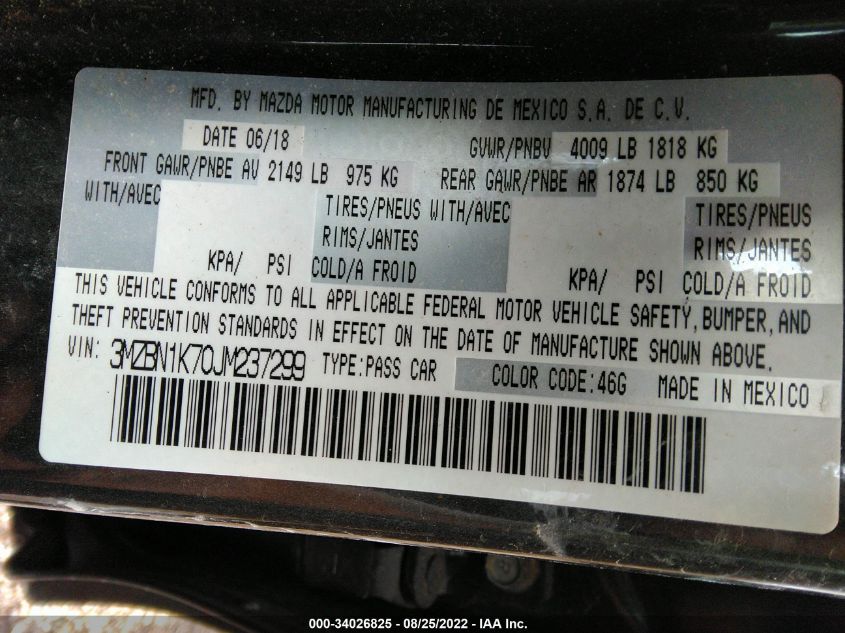 MFD. BY MAZDA MOTOR MANUFACTURING DE MEXICO S.A. DE C.V.
DATE 06/18 GVWR/PNBV 4009 LB 1818 KG
FRONT GAWR/PNBE AV 2149 LB 975 KG REAR GAWR/PNBE AR 1874 LB 850 KG
WITH/AVEC TIRES/PNEUS WITH/AVEC TIRES/PNEUS
RIMS/JANTES RIMS/JANTES
KPA/ PSI COLD/A FROID KPA/ PSI COLD/A FROID
THIS VEHICLE CONFORMS TO ALL APPLICABLE FEDERAL MOTOR VEHICLE SAFETY, BUMPER, AND
THEFT PREVENTION STANDARDS IN EFFECT ON THE DATE OF MANUFACTURE SHOWN ABOVE.
VIN: 3MZBN1K70JM237299 TYPE:PASS CAR COLOR CODE:46G MADE IN MEXICO
000-34026825 - 08/25/2022 - IAA Inc.